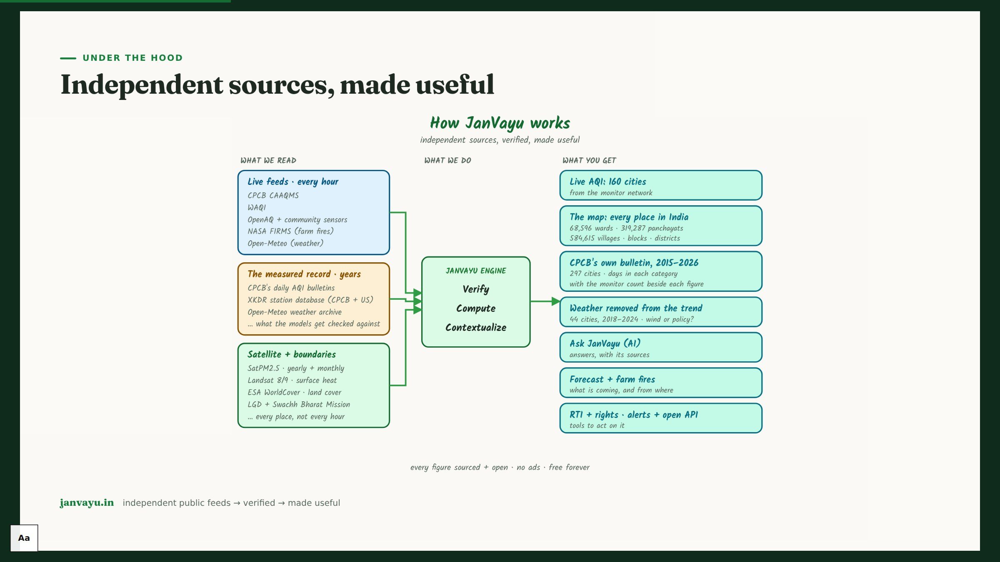 UNDER THE HOOD
Independent sources, made useful
How JanVayu works
independent sources, verified, made useful
WHAT WE READ
Live feeds · every hour
CPCB CAAQMS
WAQI
OpenAQ + community sensors
NASA FIRMS (farm fires)
Open-Meteo (weather)
The measured record · years
CPCB's daily AQI bulletins
XKDR station database (CPCB + US)
Open-Meteo weather archive
... what the models get checked against
Satellite + boundaries
SatPM2.5 · yearly + monthly
Landsat 8/9 · surface heat
ESA WorldCover · land cover
LGD + Swachh Bharat Mission
... every place, not every hour
WHAT WE DO
JANVAYU ENGINE
Verify
Compute
Contextualize
WHAT YOU GET
Live AQI: 160 cities
from the monitor network
The map: every place in India
68,596 wards · 319,287 panchayats
584,615 villages · blocks · districts
CPCB's own bulletin, 2015–2026
297 cities · days in each category
with the monitor count beside each figure
Weather removed from the trend
44 cities, 2018–2024 · wind or policy?
Ask JanVayu (AI)
answers, with its sources
Forecast + farm fires
what is coming, and from where
RTI + rights · alerts + open API
tools to act on it
every figure sourced + open · no ads · free forever
janvayu.in independent public feeds → verified → made useful
Aa